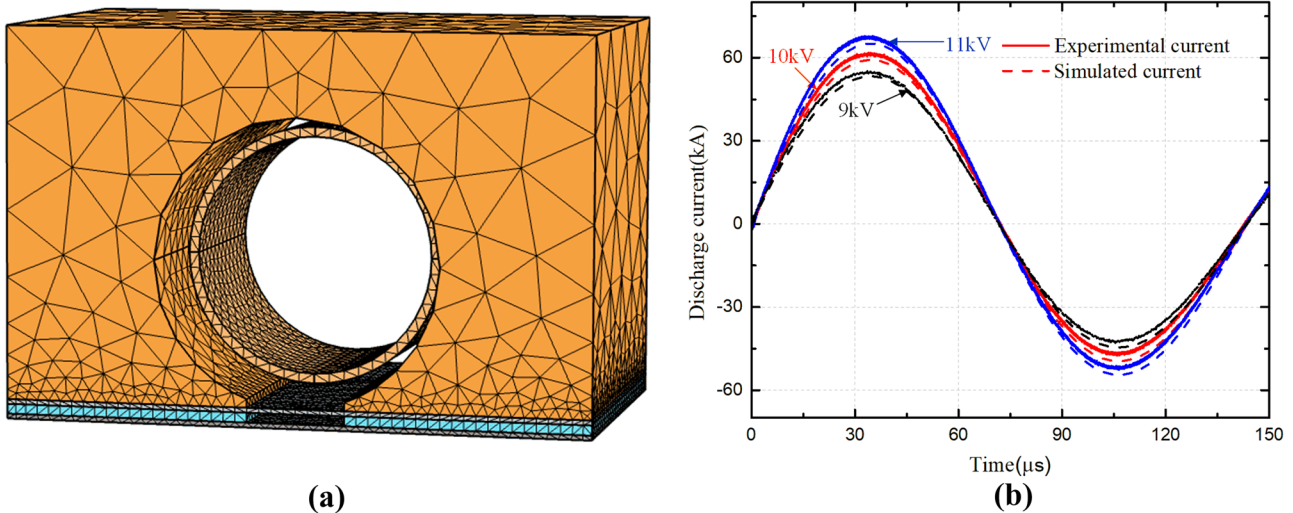 60
30
0
-30
-60
Discharge current(kA)
10kV
11kV
9kV
Experimental current
Simulated current
0
30
60
90
120
150
Time(μs)
(a)
(b)